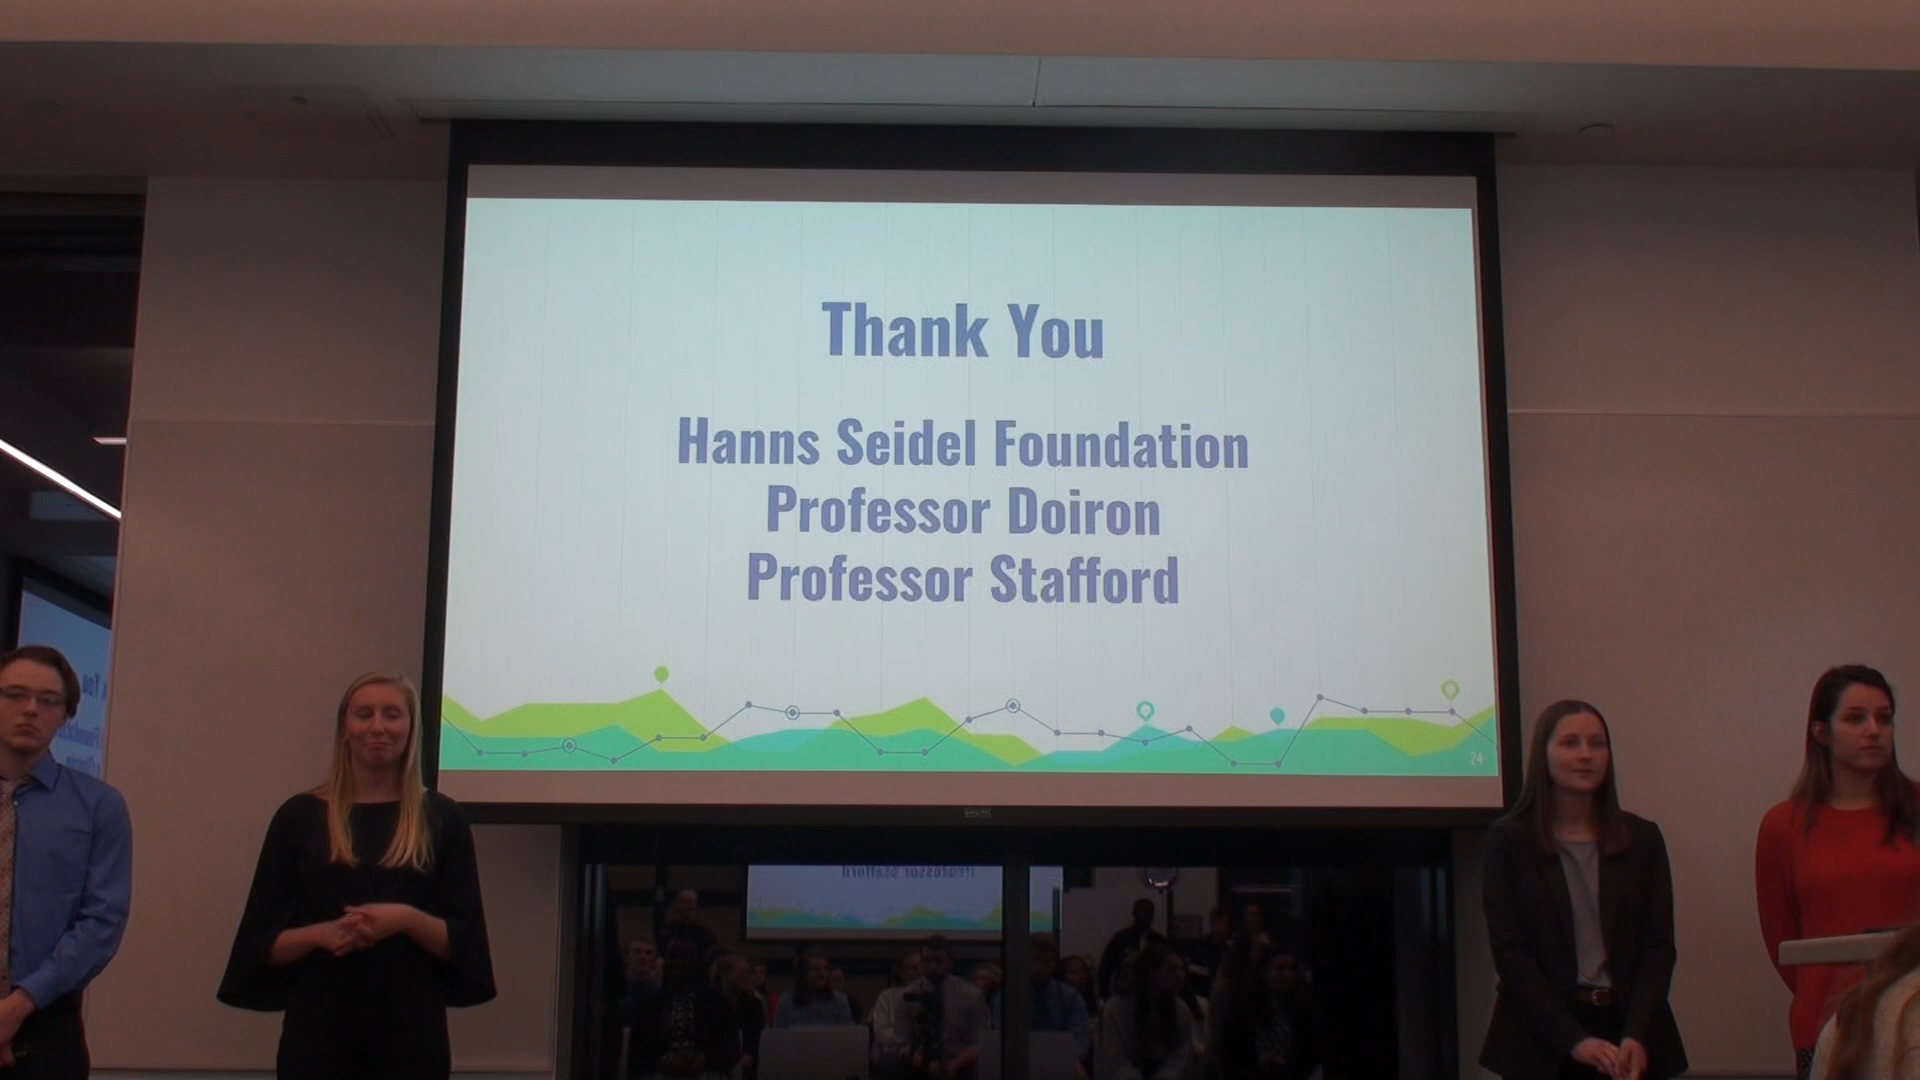 Thank You
Hanns Seidel Foundation
Professor Doiron
Professor Stafford
24